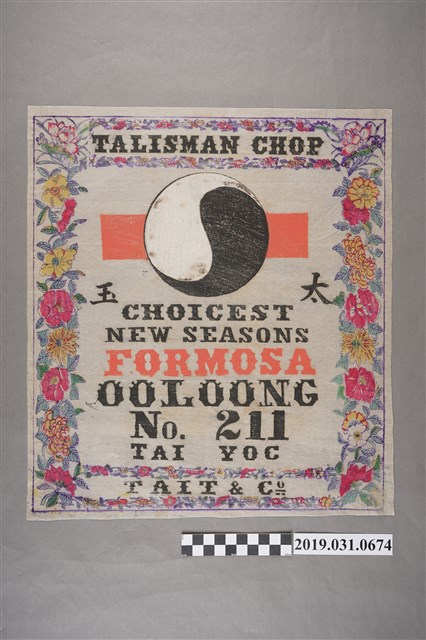 TALISMAN CHOP
玉 太
CHOICEST
NEW SEASONS
FORMOSA
OOLOONG
No. 211
TAI YOC
TAIT & Co
2019.031.0674